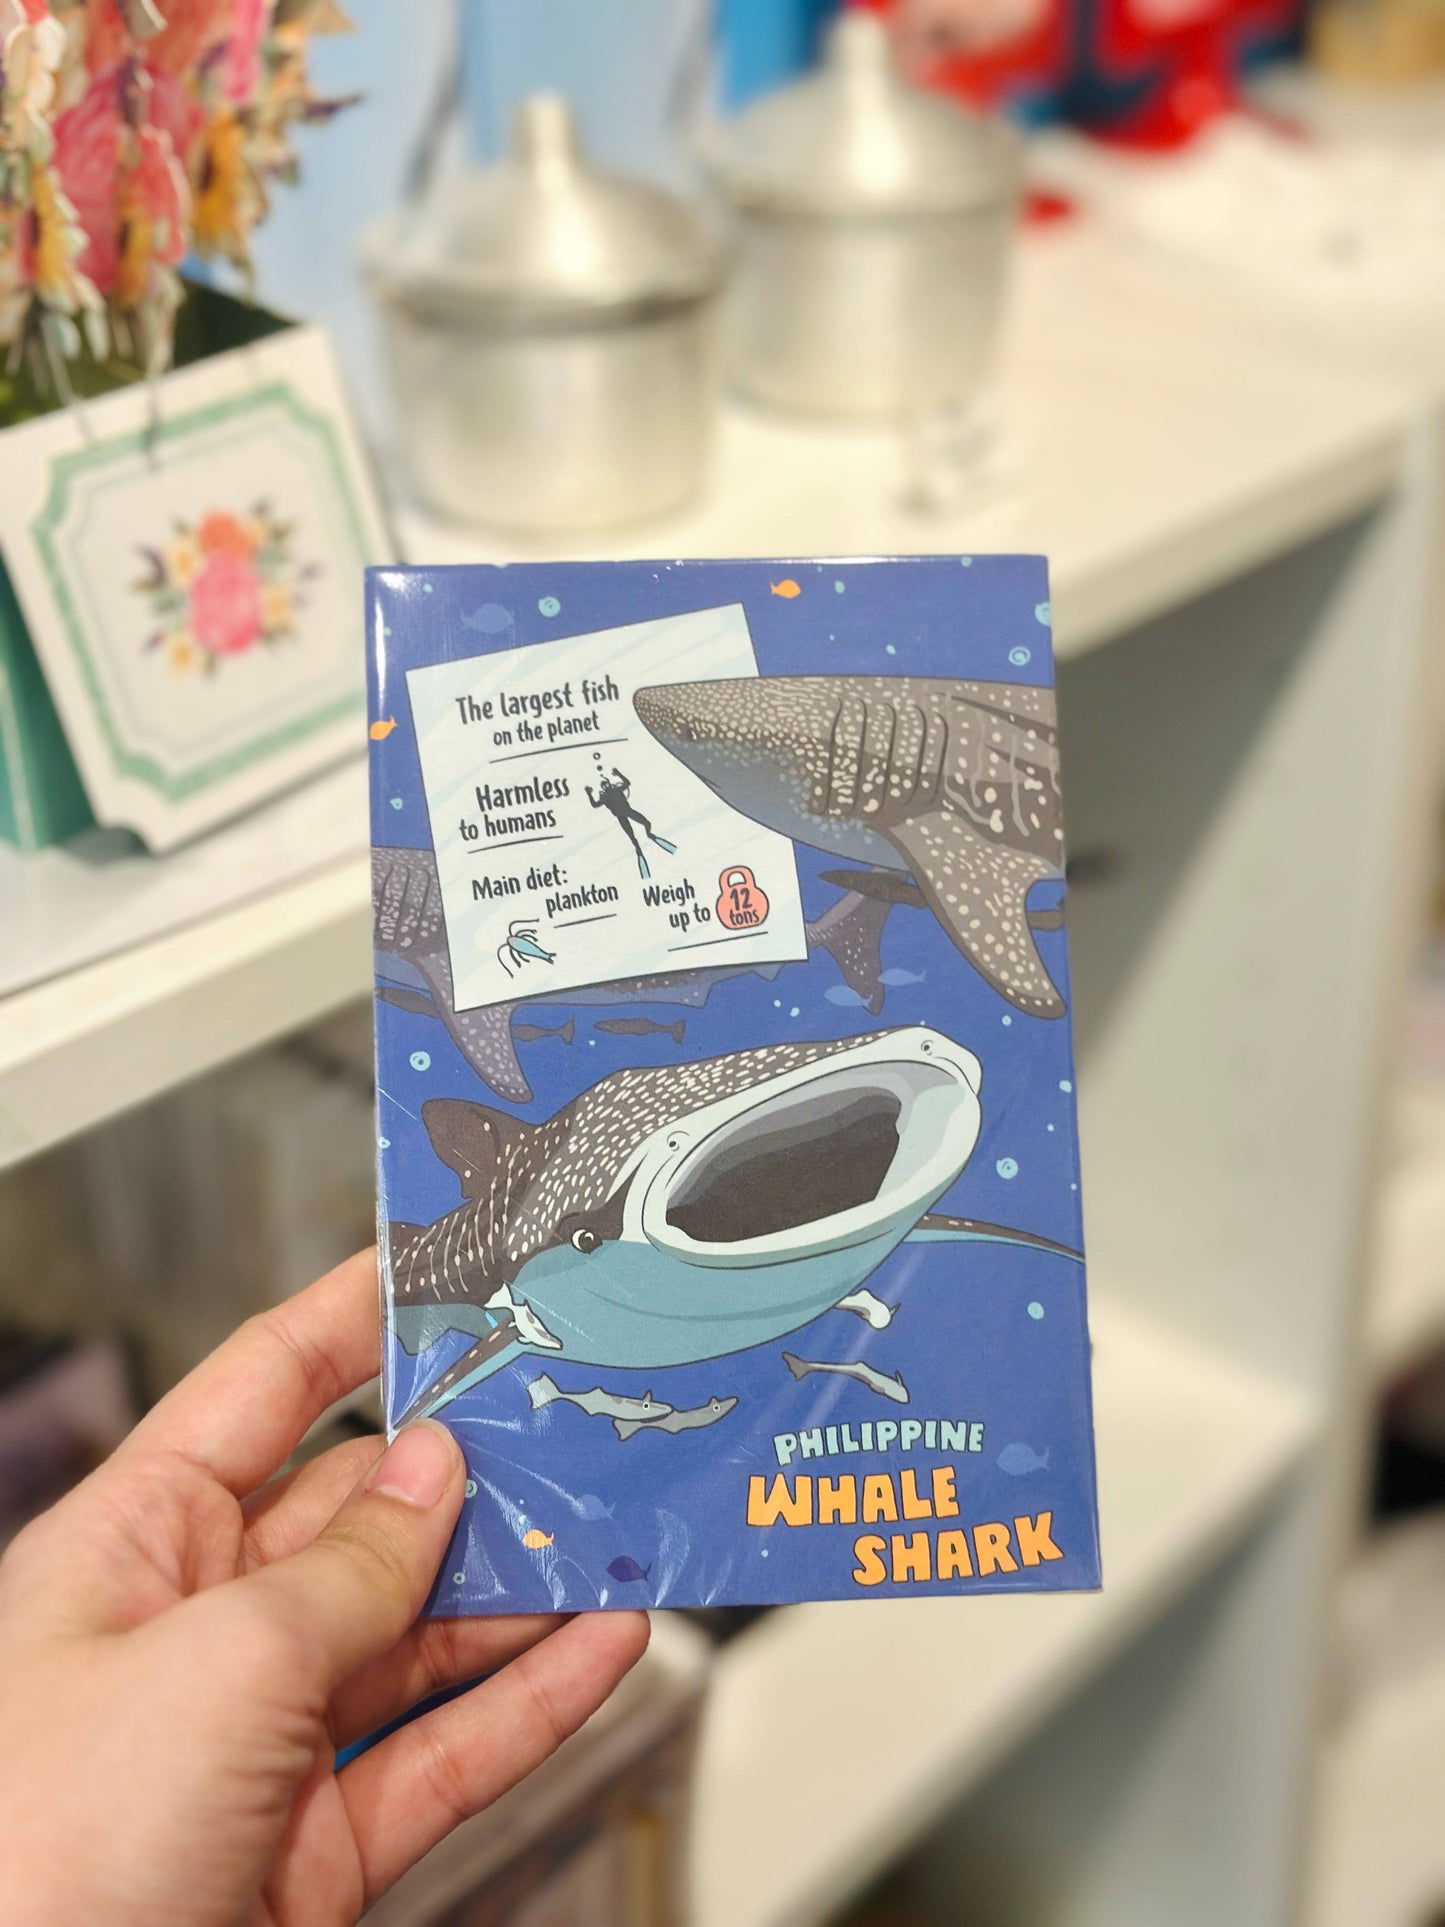 The largest fish
on the planet
Harmless
to humans
Main diet:
plankton
Weigh
up to
12
tons
PHILIPPINE
WHALE
SHARK